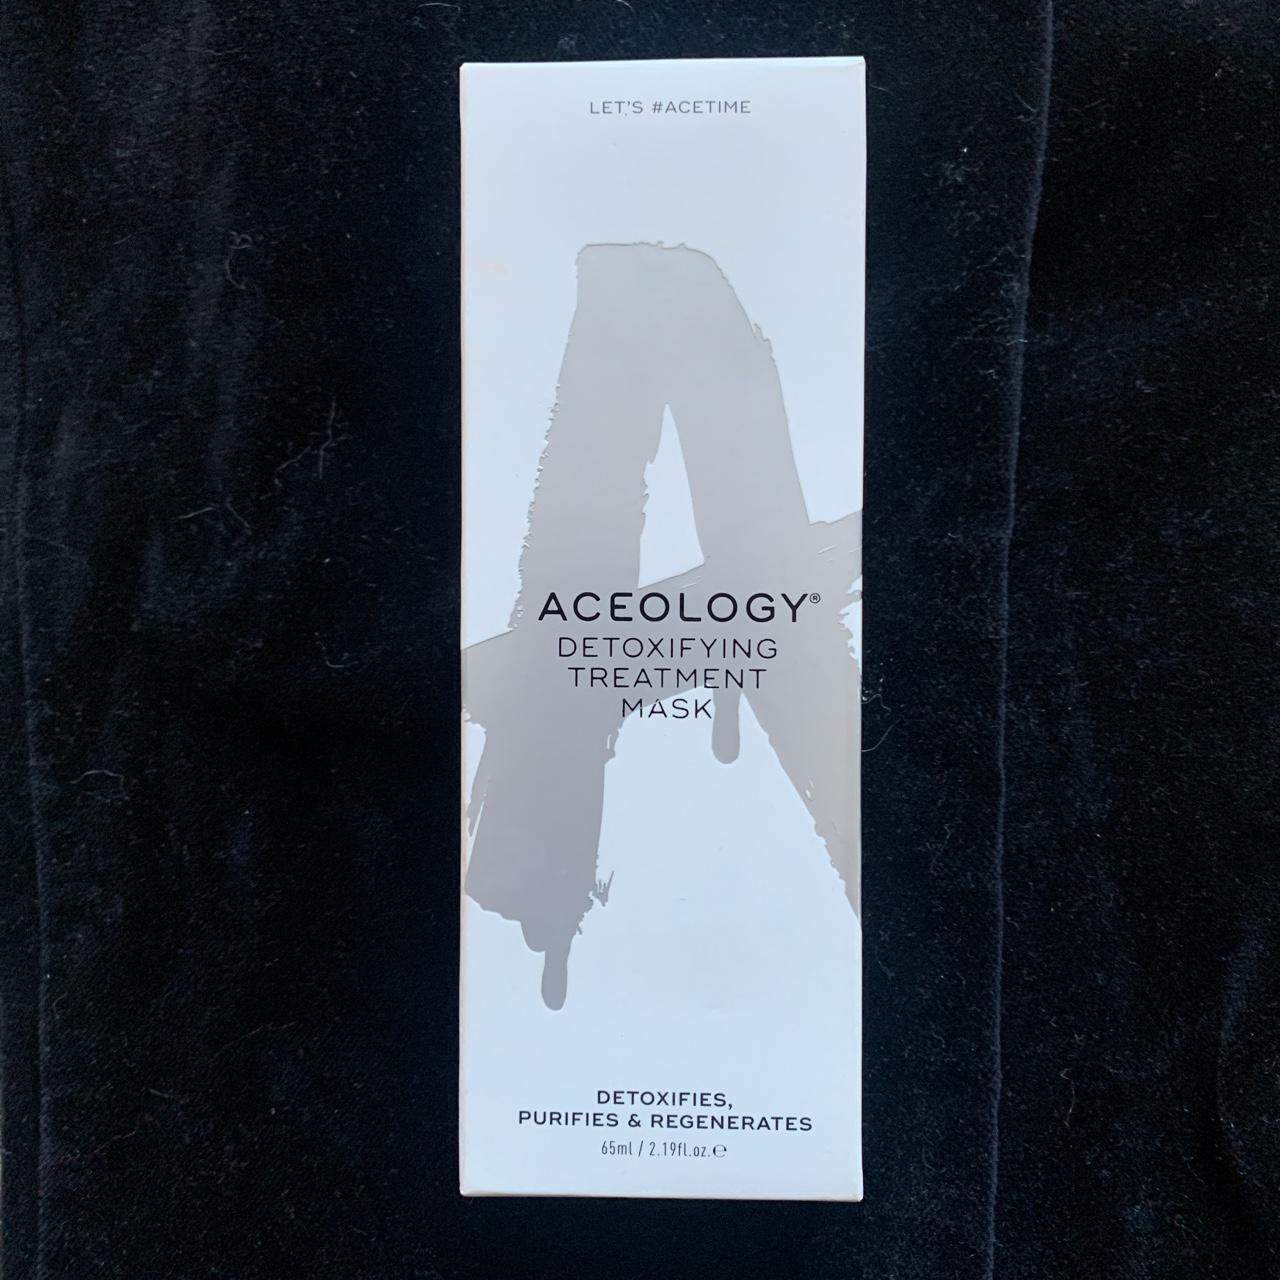 LET'S #ACETIME
ACEOLOGY®
DETOXIFYING
TREATMENT
MASK
DETOXIFIES,
PURIFIES & REGENERATES
65ml / 2.19fl.oz.℮